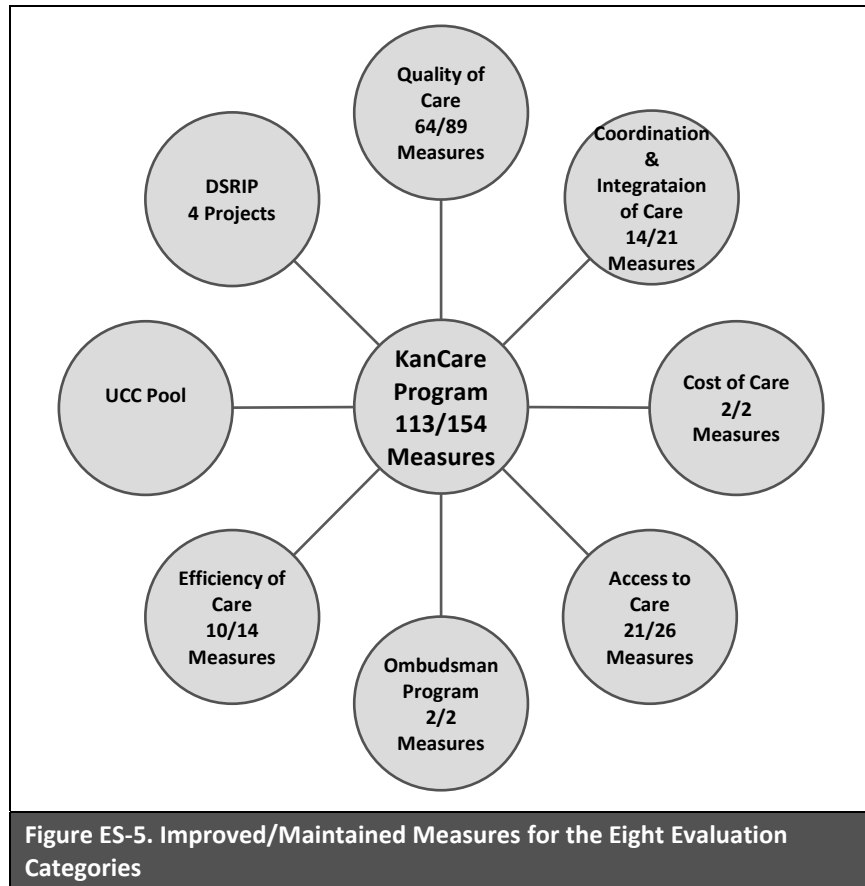 Quality of
Care
64/89
Measures
Coordination
&
Integrataion
of Care
14/21
Measures
DSRIP
4 Projects
KanCare
Program
113/154
Measures
UCC Pool
Cost of Care
2/2
Measures
Efficiency of
Care
10/14
Measures
Access to
Care
21/26
Measures
Ombudsman
Program
2/2
Measures
Figure ES-5. Improved/Maintained Measures for the Eight Evaluation
Categories